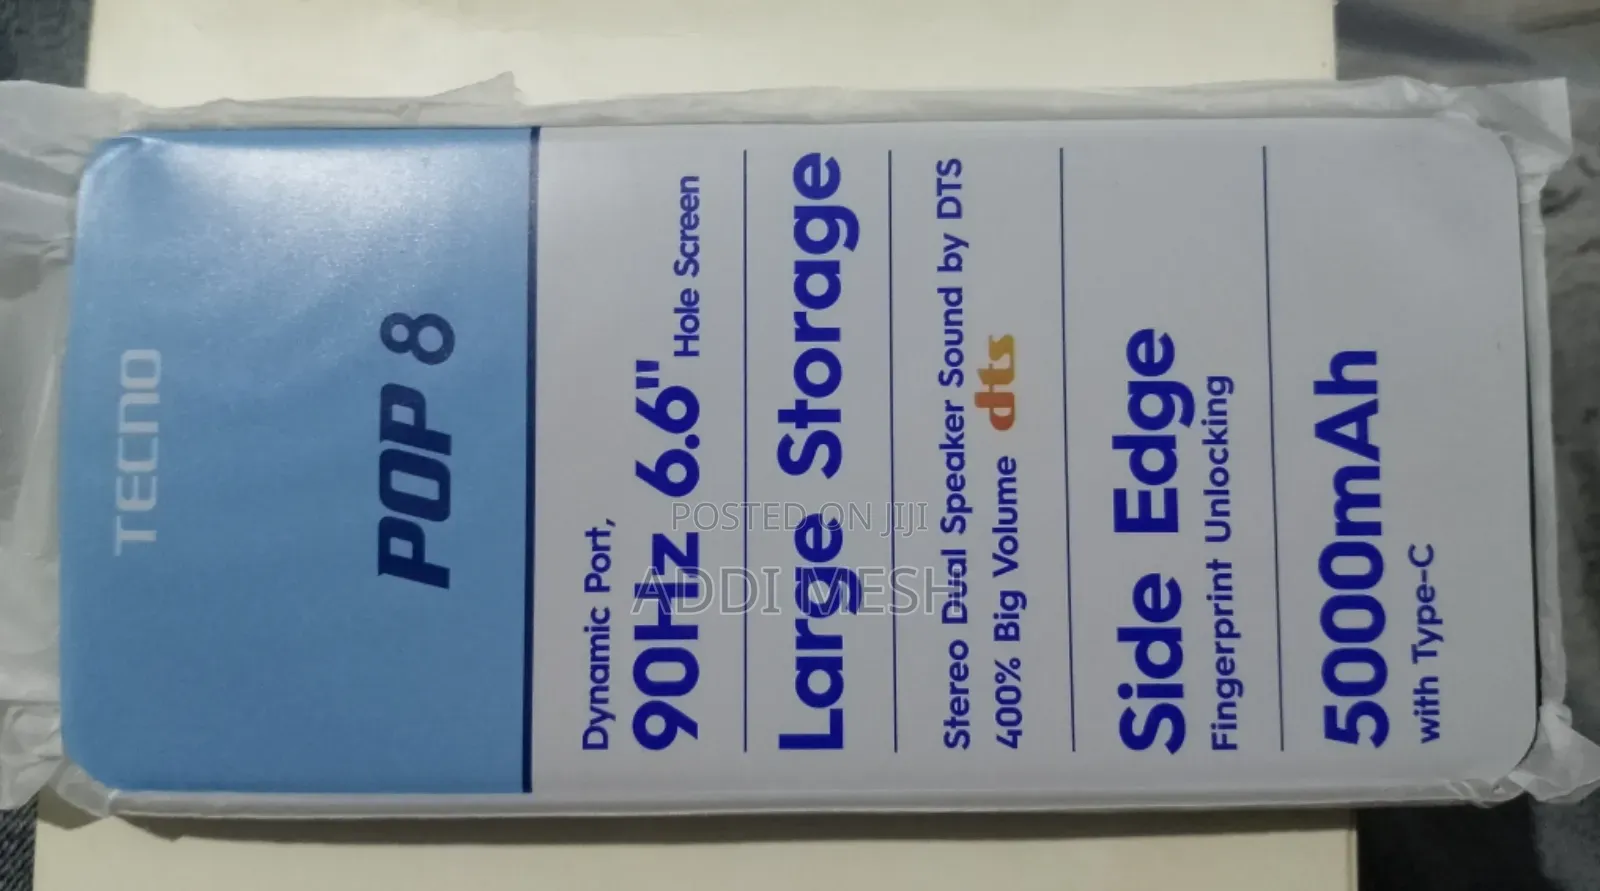 TECNO
POP 8
Dynamic Port,
90Hz 6.6" Hole Screen
Large Storage
Stereo Dual Speaker Sound by DTS
400% Big Volume dts
Side Edge
Fingerprint Unlocking
5000mAh
with Type-C
POSTED ON JIJI